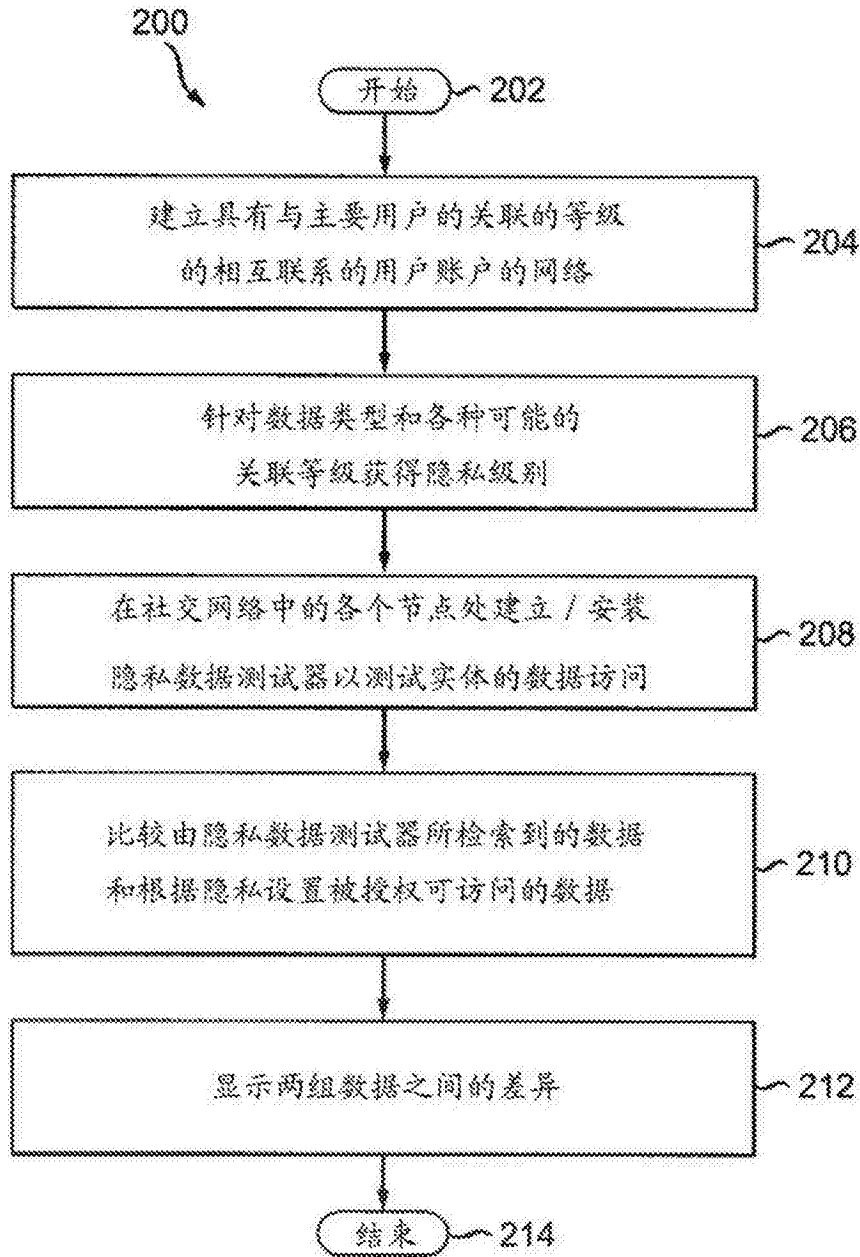 200
开始 202
建立具有与主要用户的关联的等级
的相互联系的用户账户的网络
204
针对数据类型和各种可能的
关联等级获得隐私级别
206
在社交网络中的各个节点处建立/安装
隐私数据测试器以测试实体的数据访问
208
比较由隐私数据测试器所检索到的数据
和根据隐私设置被授权可访问的数据
210
显示两组数据之间的差异
212
结束 214